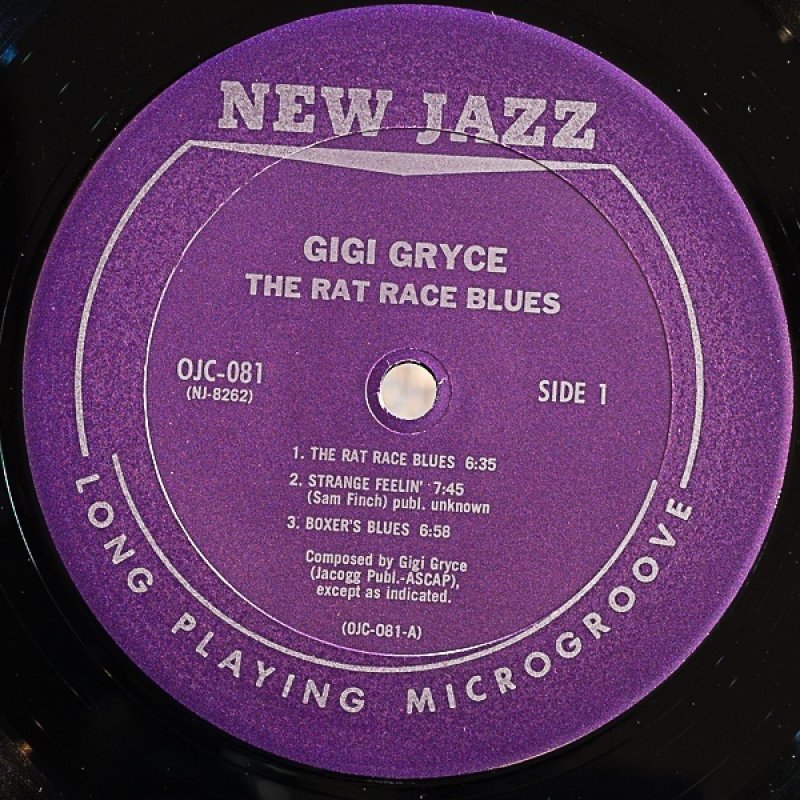 NEW JAZZ
GIGI GRYCE
THE RAT RACE BLUES
OJC-081
(NJ-8262)
SIDE 1
1. THE RAT RACE BLUES 6:35
2. STRANGE FEELIN' 7:45
(Sam Finch) publ. unknown
3. BOXER'S BLUES 6:58
Composed by Gigi Gryce
(Jacogg Publ.-ASCAP),
except as indicated.
(OJC-081-A)
LONG PLAYING MICROGROOVE